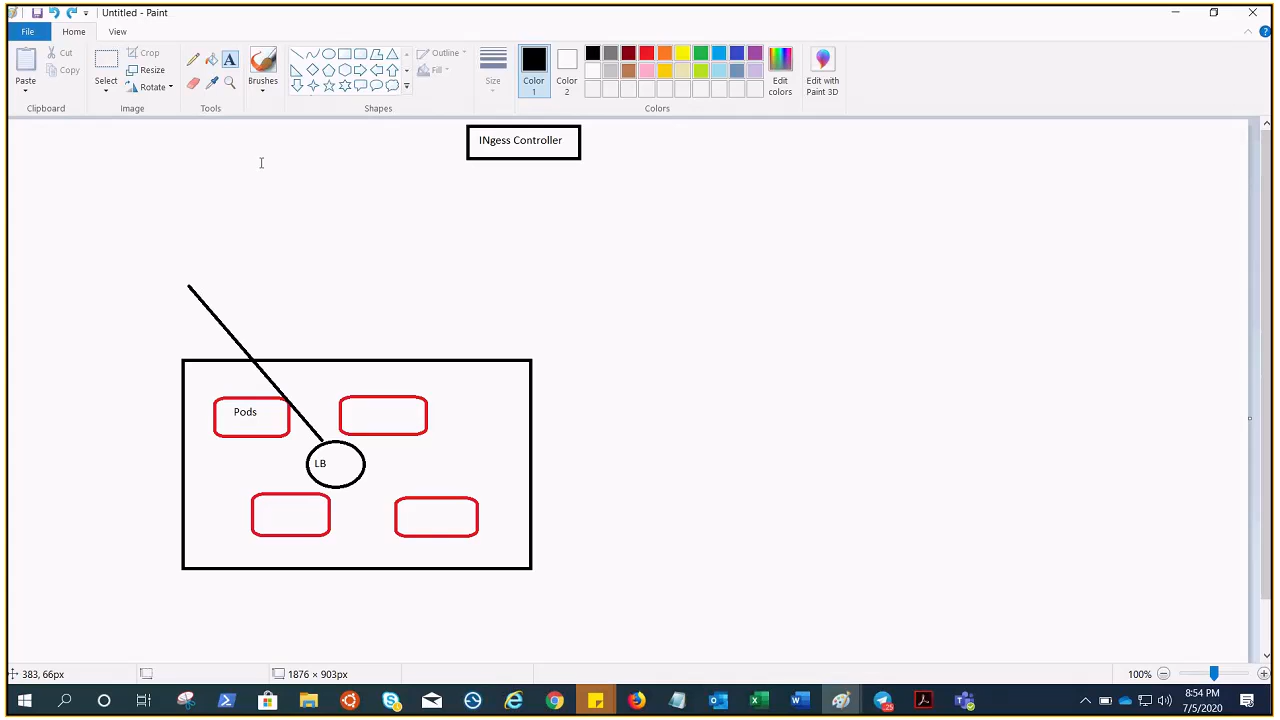 Untitled - Paint
File
Home
View
Paste
Cut
Copy
Clipboard
Select
Crop
Resize
Rotate
Image
A
Tools
Brushes
Shapes
Outline
Fill
Size
Color
1
Color
2
Colors
Edit
colors
Edit with
Paint 3D
INgess Controller
Pods
LB
383, 66px
1876 × 903px
100%
8:54 PM
7/5/2020